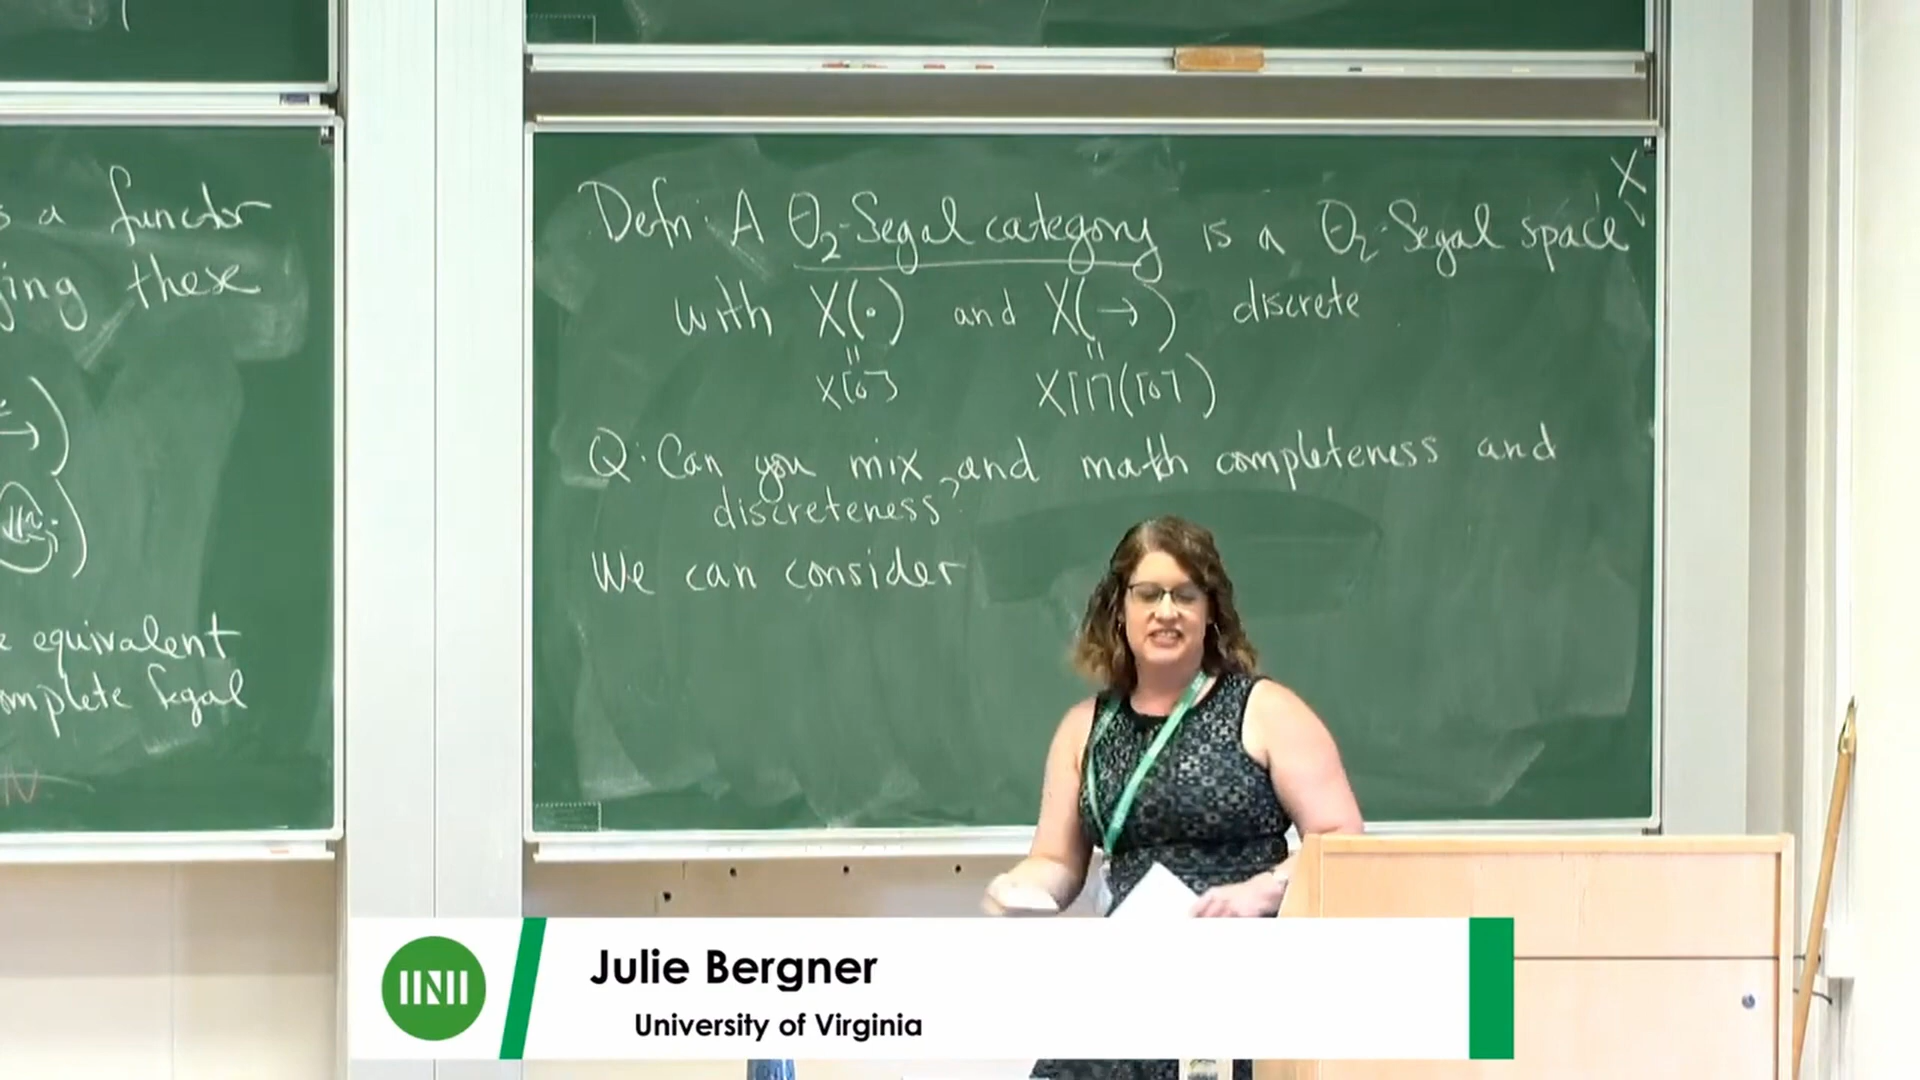 s a functor
ging these
→)
e equivalent
omplete Segal
N
Defn: A Θ₂-Segal category is a Θ₂-Segal space X
with X(·) and X(→) discrete
= =
X[0] X[1]([0])
Q: Can you mix, and math completeness and
discreteness?
We can consider
Julie Bergner
University of Virginia